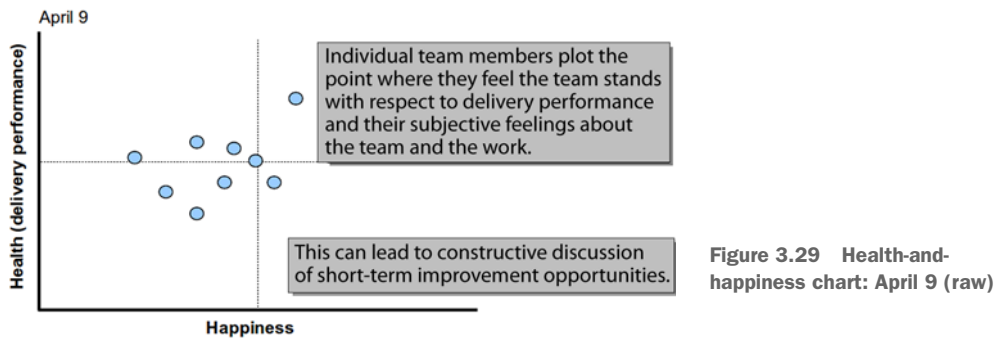 April 9
Health (delivery performance)
Individual team members plot the
point where they feel the team stands
with respect to delivery performance
and their subjective feelings about
the team and the work.
This can lead to constructive discussion
of short-term improvement opportunities.
Happiness
Figure 3.29 Health-and-
happiness chart: April 9 (raw)